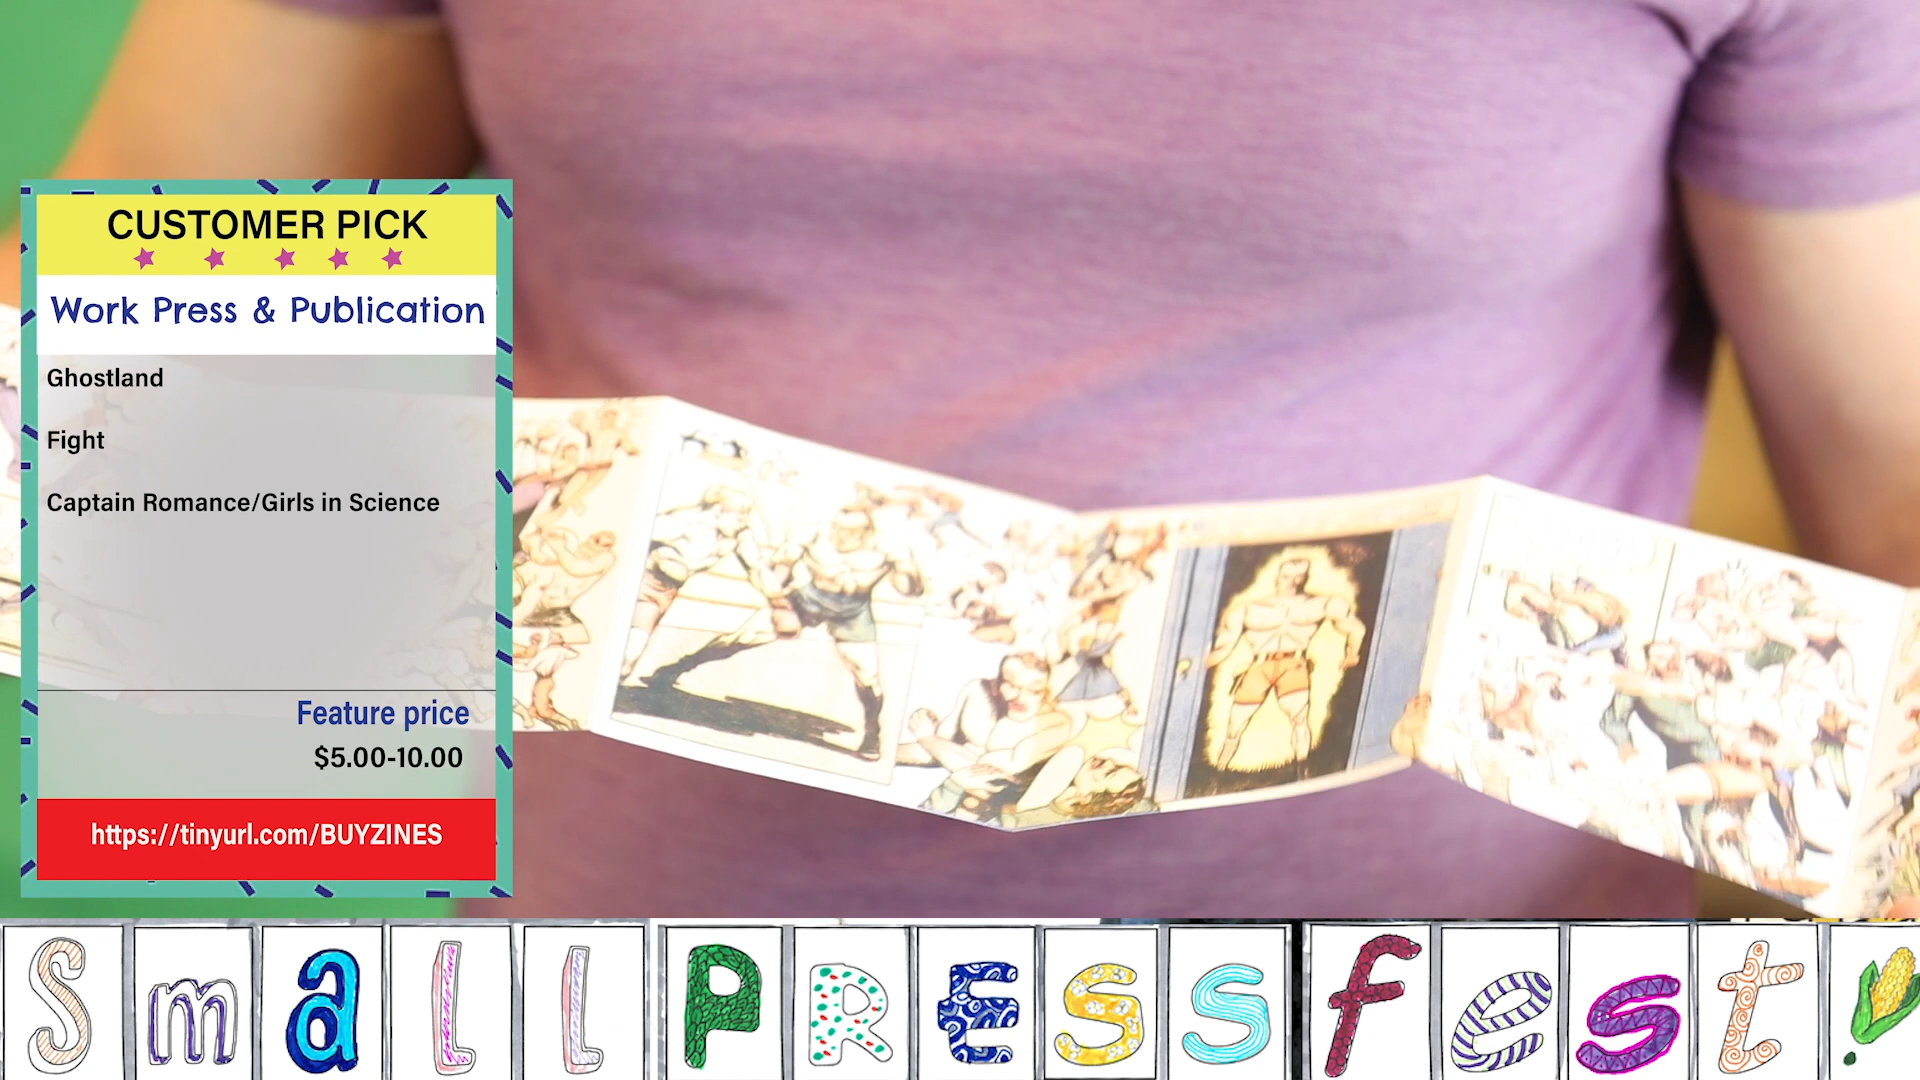 CUSTOMER PICK
Work Press & Publication
Ghostland
Fight
Captain Romance/Girls in Science
Feature price
$5.00-10.00
https://tinyurl.com/BUYZINES
Small PRESS fest